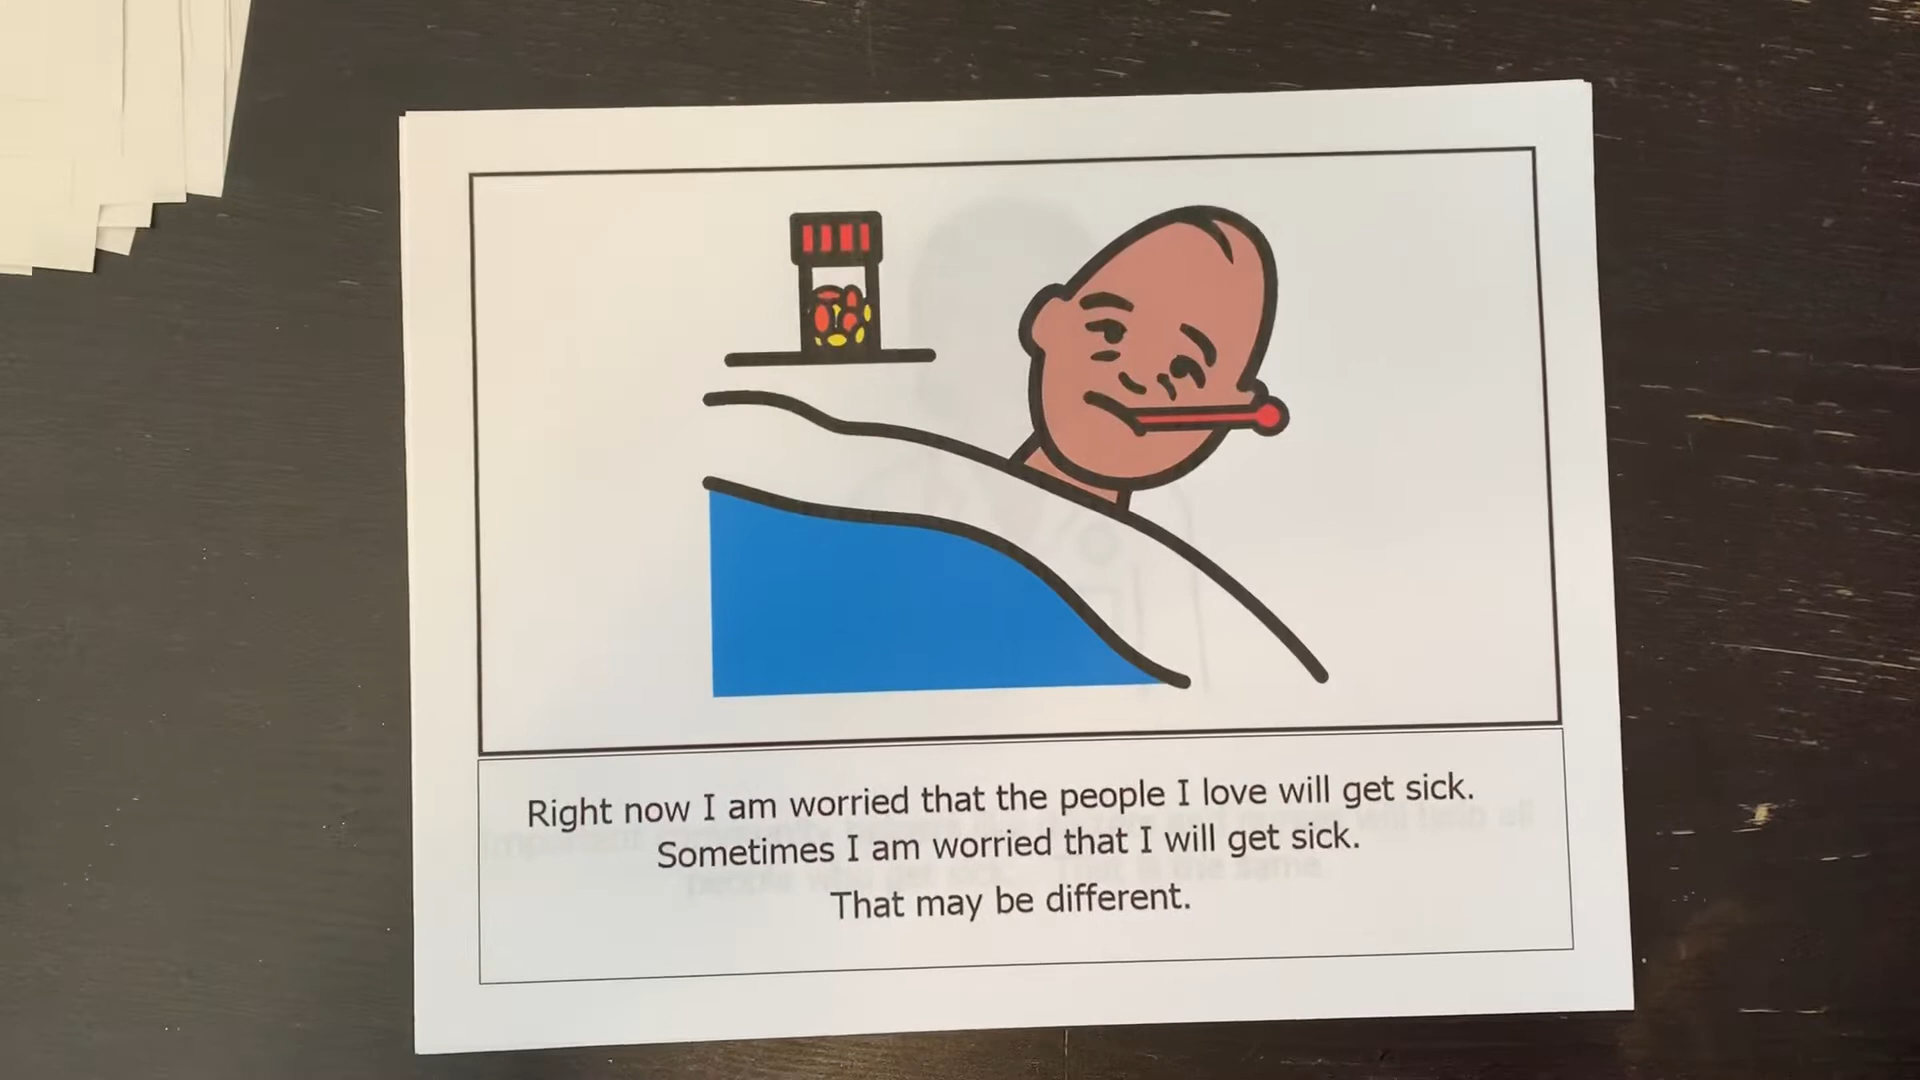 Right now I am worried that the people I love will get sick.
Sometimes I am worried that I will get sick.
That may be different.